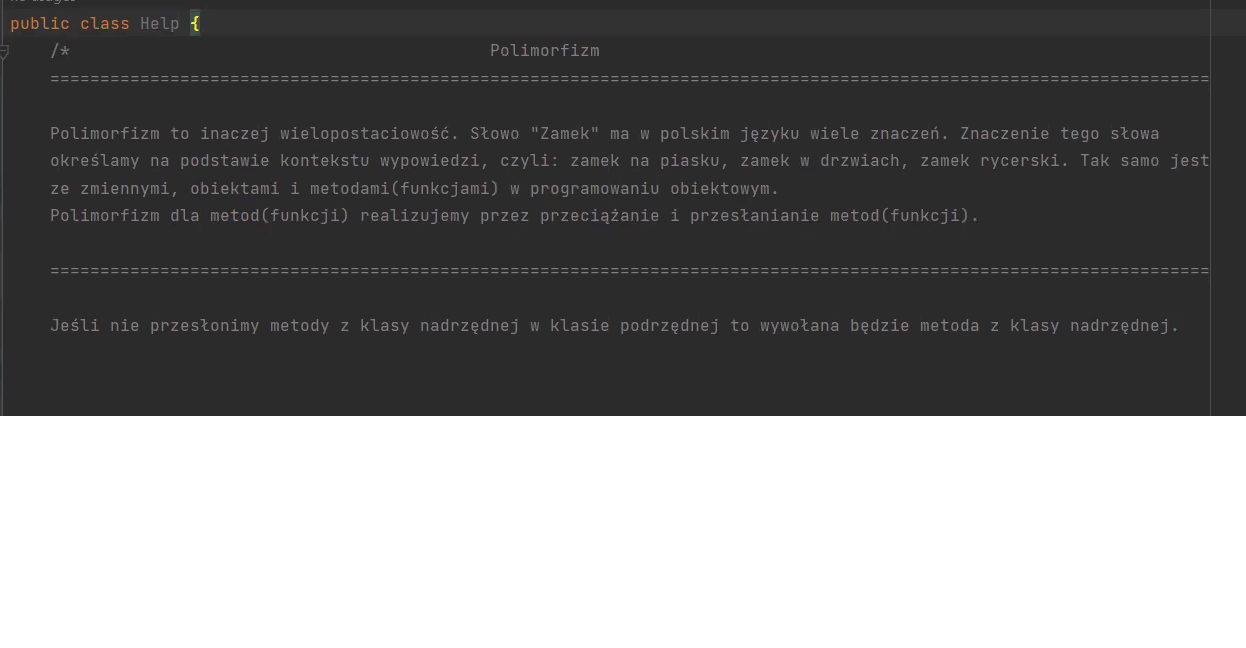 public class Help {
/* Polimorfizm
====================================================================================================================
Polimorfizm to inaczej wielopostaciowość. Słowo "Zamek" ma w polskim języku wiele znaczeń. Znaczenie tego słowa
określamy na podstawie kontekstu wypowiedzi, czyli: zamek na piasku, zamek w drzwiach, zamek rycerski. Tak samo jest
ze zmiennymi, obiektami i metodami(funkcjami) w programowaniu obiektowym.
Polimorfizm dla metod(funkcji) realizujemy przez przeciążanie i przesłanianie metod(funkcji).
====================================================================================================================
Jeśli nie przesłonimy metody z klasy nadrzędnej w klasie podrzędnej to wywołana będzie metoda z klasy nadrzędnej.